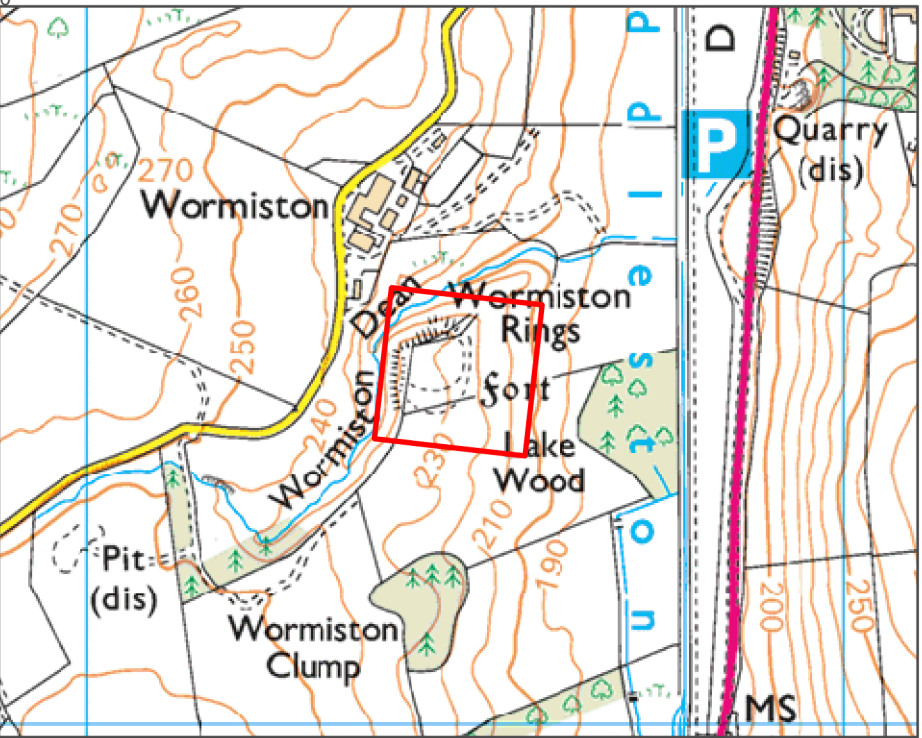 P
D
d
P
d
Quarry
(dis)
270
Wormiston
270
l
260
250
e
Dean
Wormiston
Rings
s
Fort
240
Wormiston
230
t
Lake
Wood
210
190
o
Pit
(dis)
200
250
n
Wormiston
Clump
MS